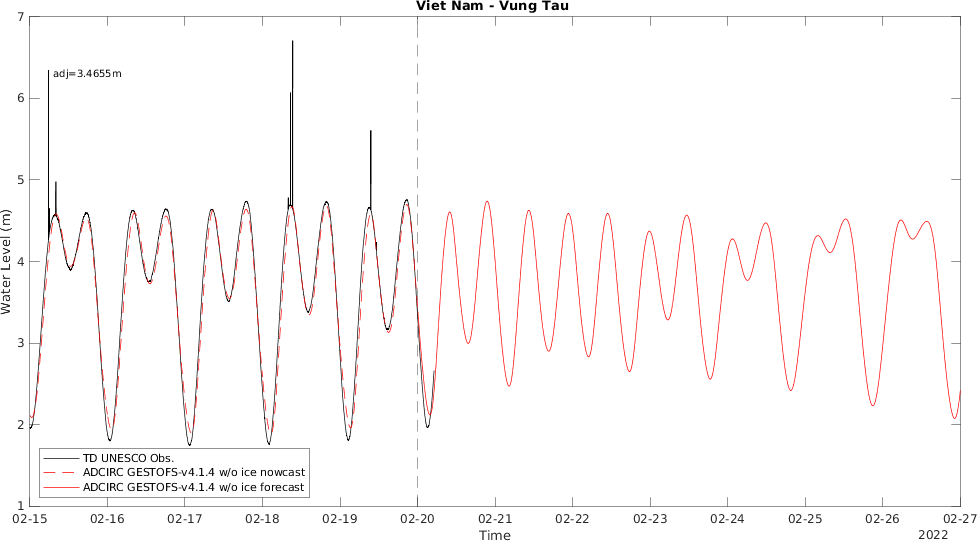 Viet Nam - Vung Tau
7
adj=3.4655m
6
5
4
3
2
1
Water Level (m)
TD UNESCO Obs.
ADCIRC GESTOFS-v4.1.4 w/o ice nowcast
ADCIRC GESTOFS-v4.1.4 w/o ice forecast
02-15 02-16 02-17 02-18 02-19 02-20 02-21 02-22 02-23 02-24 02-25 02-26 02-27
Time
2022